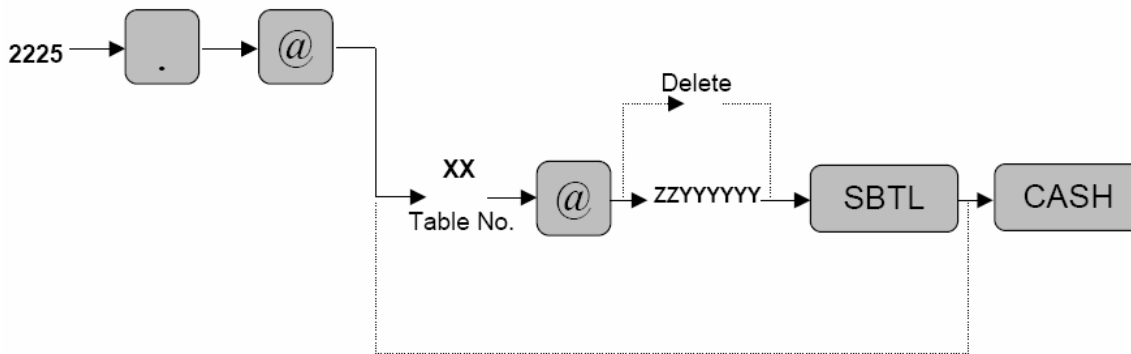 2225
.
@
Delete
XX
Table No.
@
ZZYYYYYY
SBTL
CASH